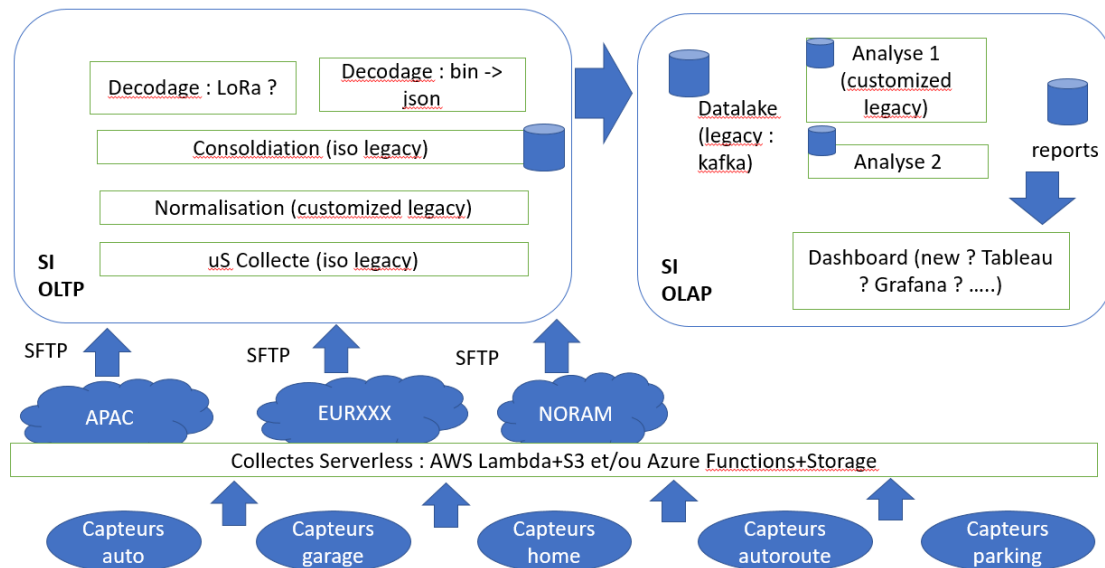 Decodage : LoRa ?
Decodage : bin ->
json
Consoldiation (iso legacy)
Normalisation (customized legacy)
uS Collecte (iso legacy)
SI
OLTP
Datalake
(legacy :
kafka)
Analyse 1
(customized
legacy)
Analyse 2
reports
Dashboard (new ? Tableau
? Grafana ? .....)
SI
OLAP
SFTP
SFTP
SFTP
APAC
EURXXX
NORAM
Collectes Serverless : AWS Lambda+S3 et/ou Azure Functions+Storage
Capteurs
auto
Capteurs
garage
Capteurs
home
Capteurs
autoroute
Capteurs
parking